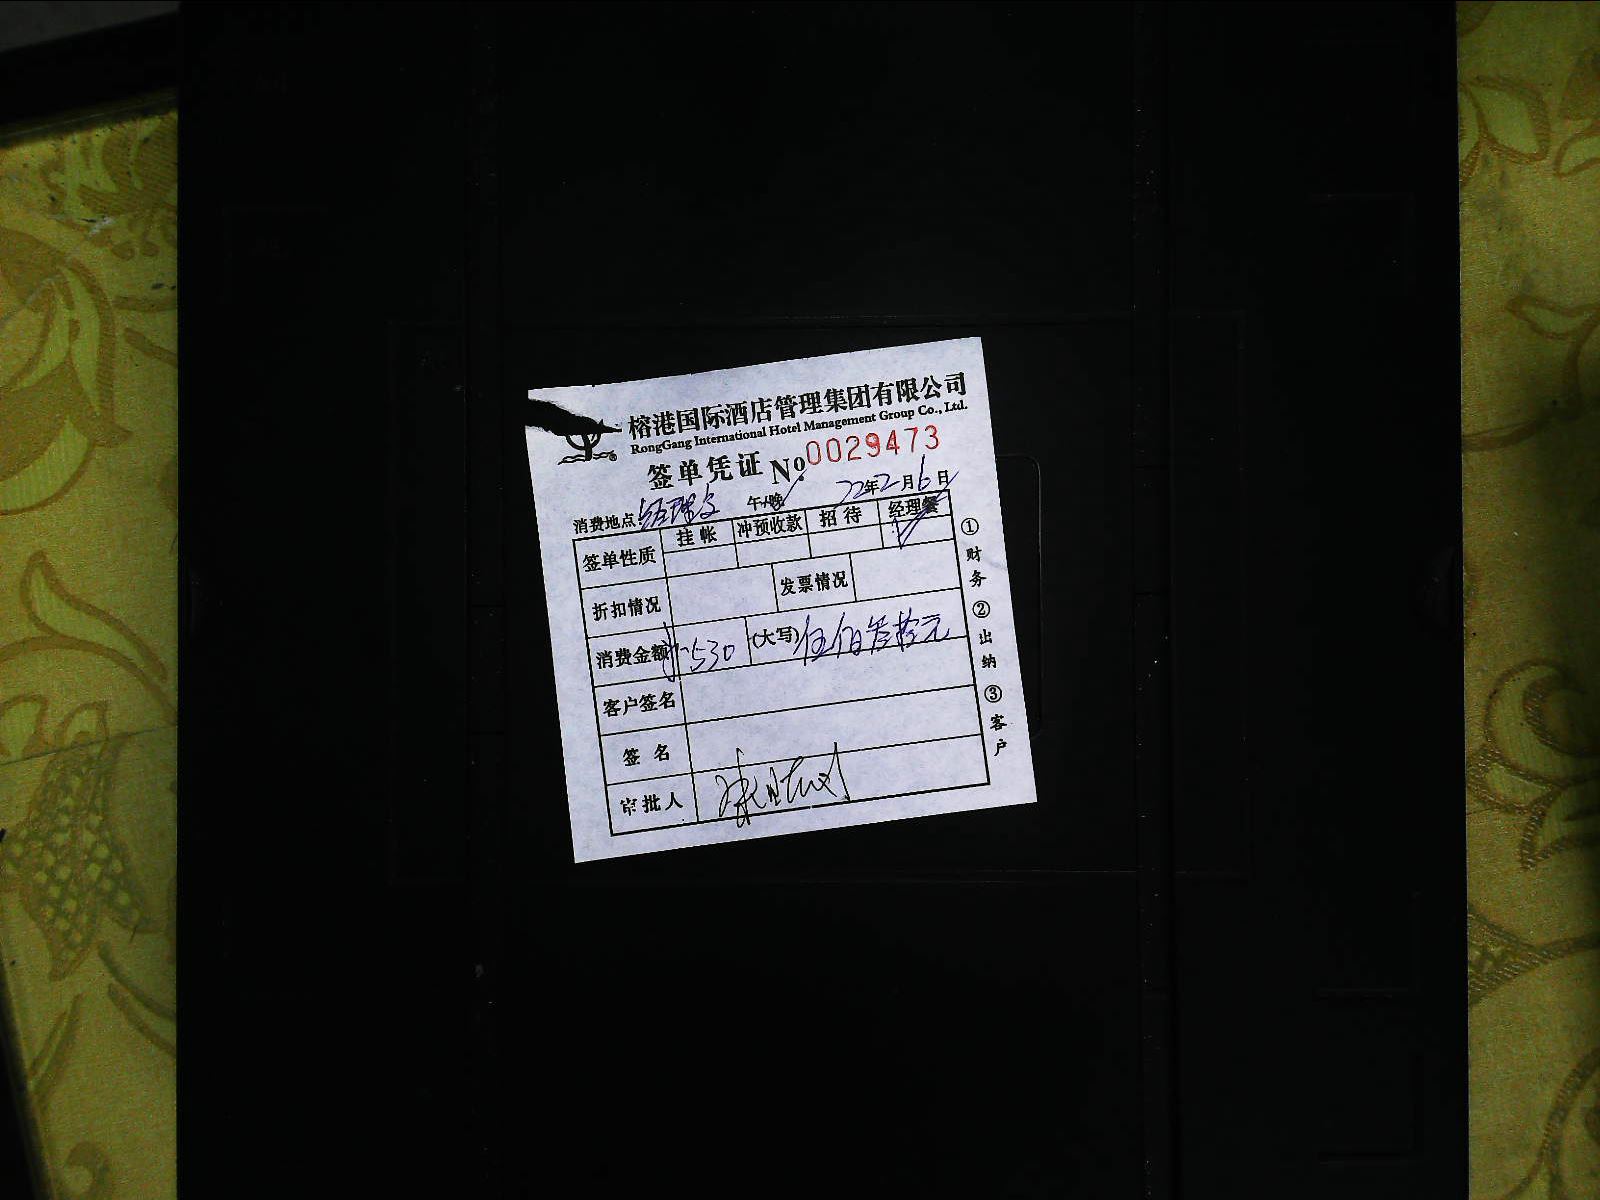 榕港国际酒店管理集团有限公司
RongGang International Hotel Management Group Co., Ltd.
签单凭证 № 0029473
消费地点: 经理 午/晚 22年2月6日
签单性质 挂帐 冲预收款 招待 经理餐
折扣情况 发票情况
消费金额 530 (大写) 伍佰叁拾元
客户签名
签名
审批人
①财务②出纳③客户